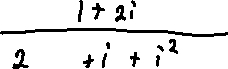 1 + 2i
2 + i + i²